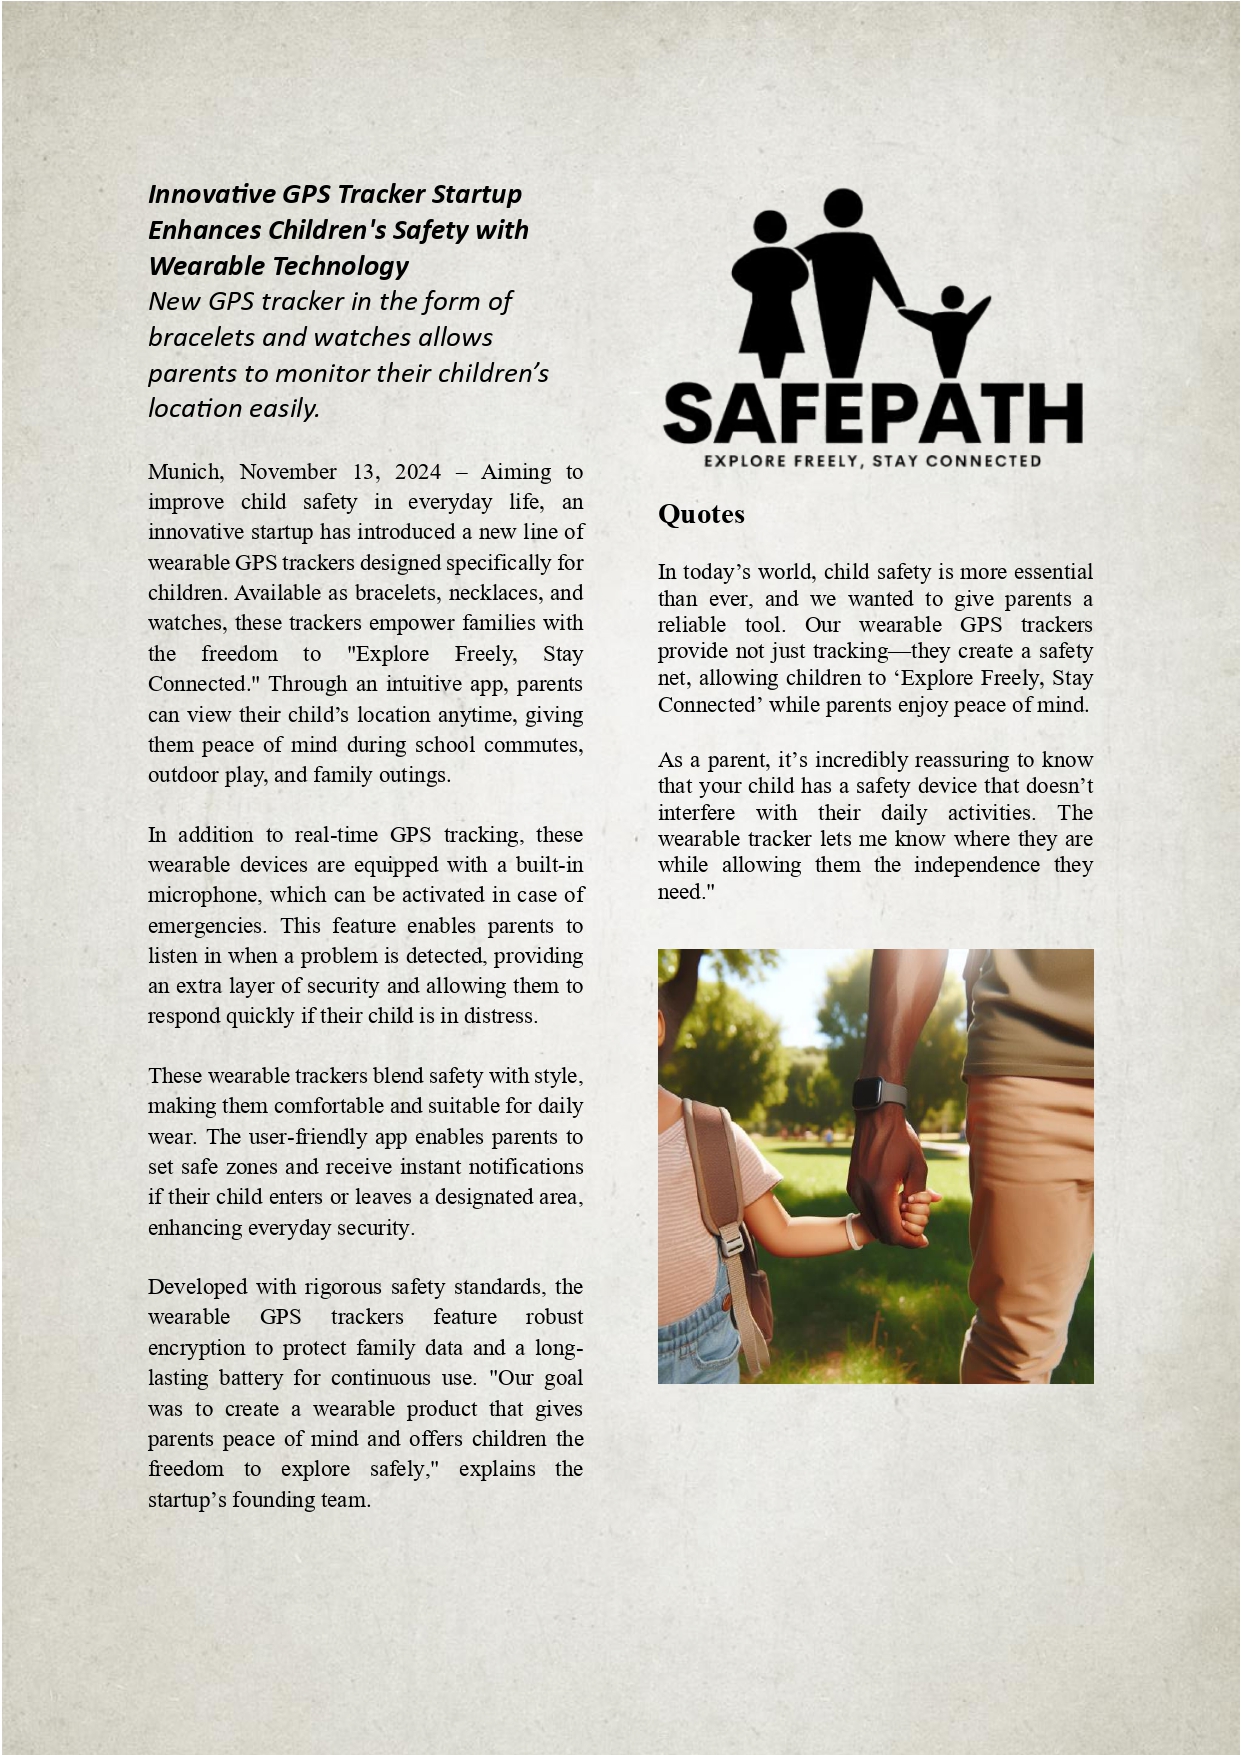 Innovative GPS Tracker Startup
Enhances Children's Safety with
Wearable Technology
New GPS tracker in the form of
bracelets and watches allows
parents to monitor their children’s
location easily.
Munich, November 13, 2024 – Aiming to
improve child safety in everyday life, an
innovative startup has introduced a new line of
wearable GPS trackers designed specifically for
children. Available as bracelets, necklaces, and
watches, these trackers empower families with
the freedom to "Explore Freely, Stay
Connected." Through an intuitive app, parents
can view their child’s location anytime, giving
them peace of mind during school commutes,
outdoor play, and family outings.
In addition to real-time GPS tracking, these
wearable devices are equipped with a built-in
microphone, which can be activated in case of
emergencies. This feature enables parents to
listen in when a problem is detected, providing
an extra layer of security and allowing them to
respond quickly if their child is in distress.
These wearable trackers blend safety with style,
making them comfortable and suitable for daily
wear. The user-friendly app enables parents to
set safe zones and receive instant notifications
if their child enters or leaves a designated area,
enhancing everyday security.
Developed with rigorous safety standards, the
wearable GPS trackers feature robust
encryption to protect family data and a long-
lasting battery for continuous use. "Our goal
was to create a wearable product that gives
parents peace of mind and offers children the
freedom to explore safely," explains the
startup’s founding team.
SAFEPATH
EXPLORE FREELY, STAY CONNECTED
Quotes
In today’s world, child safety is more essential
than ever, and we wanted to give parents a
reliable tool. Our wearable GPS trackers
provide not just tracking—they create a safety
net, allowing children to ‘Explore Freely, Stay
Connected’ while parents enjoy peace of mind.
As a parent, it’s incredibly reassuring to know
that your child has a safety device that doesn’t
interfere with their daily activities. The
wearable tracker lets me know where they are
while allowing them the independence they
need."